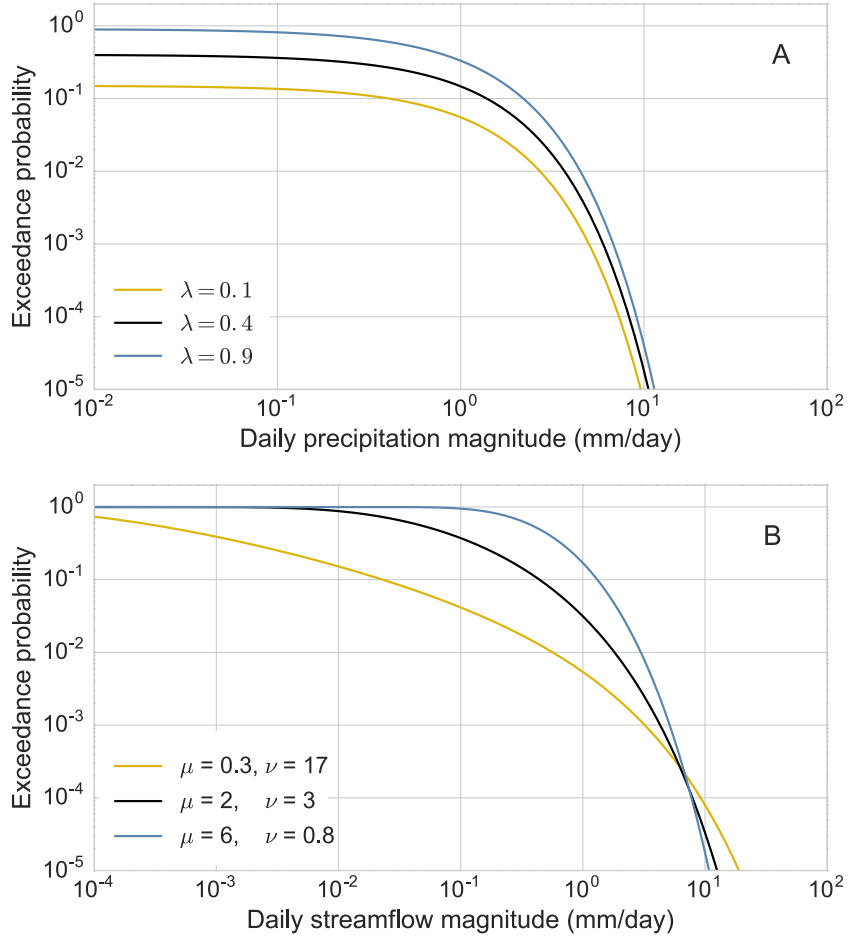 A
Exceedance probability
10^0
10^-1
10^-2
10^-3
10^-4
10^-5
λ = 0.1
λ = 0.4
λ = 0.9
10^-2 10^-1 10^0 10^1 10^2
Daily precipitation magnitude (mm/day)
B
Exceedance probability
10^0
10^-1
10^-2
10^-3
10^-4
10^-5
μ = 0.3, ν = 17
μ = 2, ν = 3
μ = 6, ν = 0.8
10^-4 10^-3 10^-2 10^-1 10^0 10^1 10^2
Daily streamflow magnitude (mm/day)